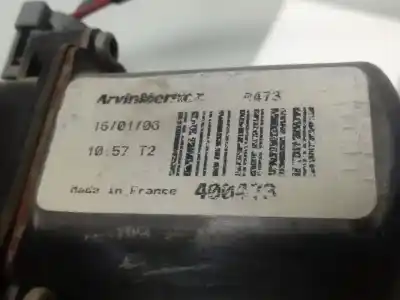 ArvinMeritor
16/01/06
10:57 T2
Made in France 400473